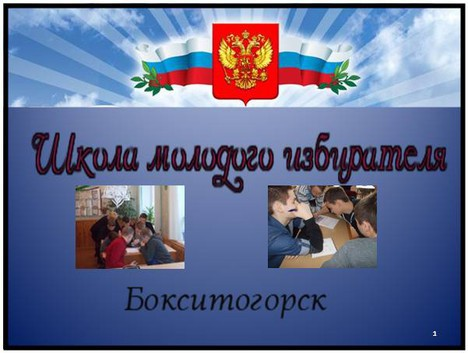 Школа молодого избирателя
Бокситогорск
1